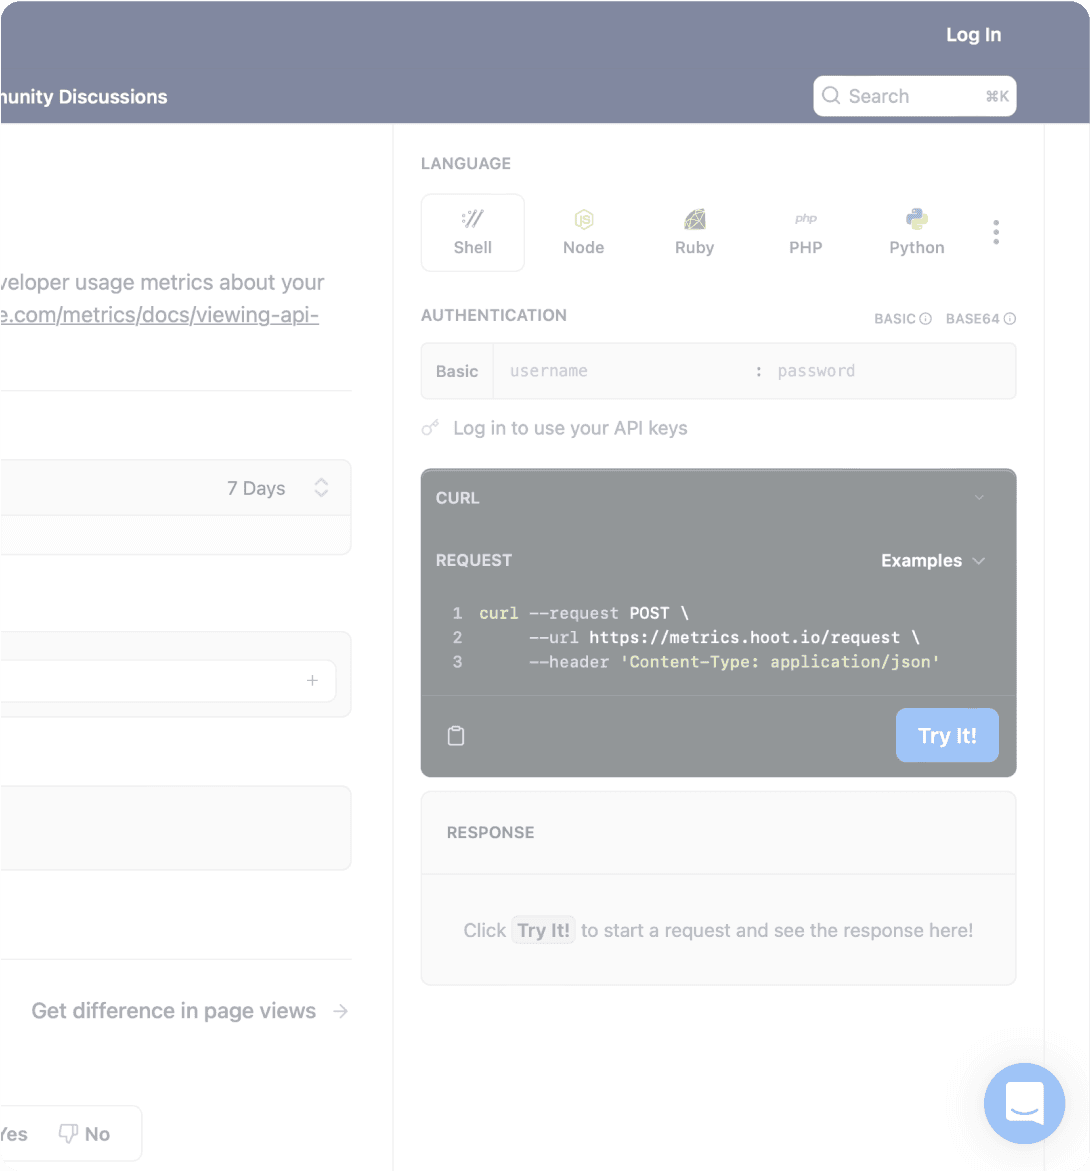 Log In
nunity Discussions
Search ⌘K
LANGUAGE
Shell
JS
Node
Ruby
php
PHP
Python
veloper usage metrics about your
e.com/metrics/docs/viewing-api-
AUTHENTICATION
BASIC
BASE64
Basic
username : password
Log in to use your API keys
7 Days
CURL
REQUEST
Examples
1 curl --request POST \
2 --url https://metrics.hoot.io/request \
3 --header 'Content-Type: application/json'
Try It!
RESPONSE
Click Try It! to start a request and see the response here!
Get difference in page views →
Yes
No